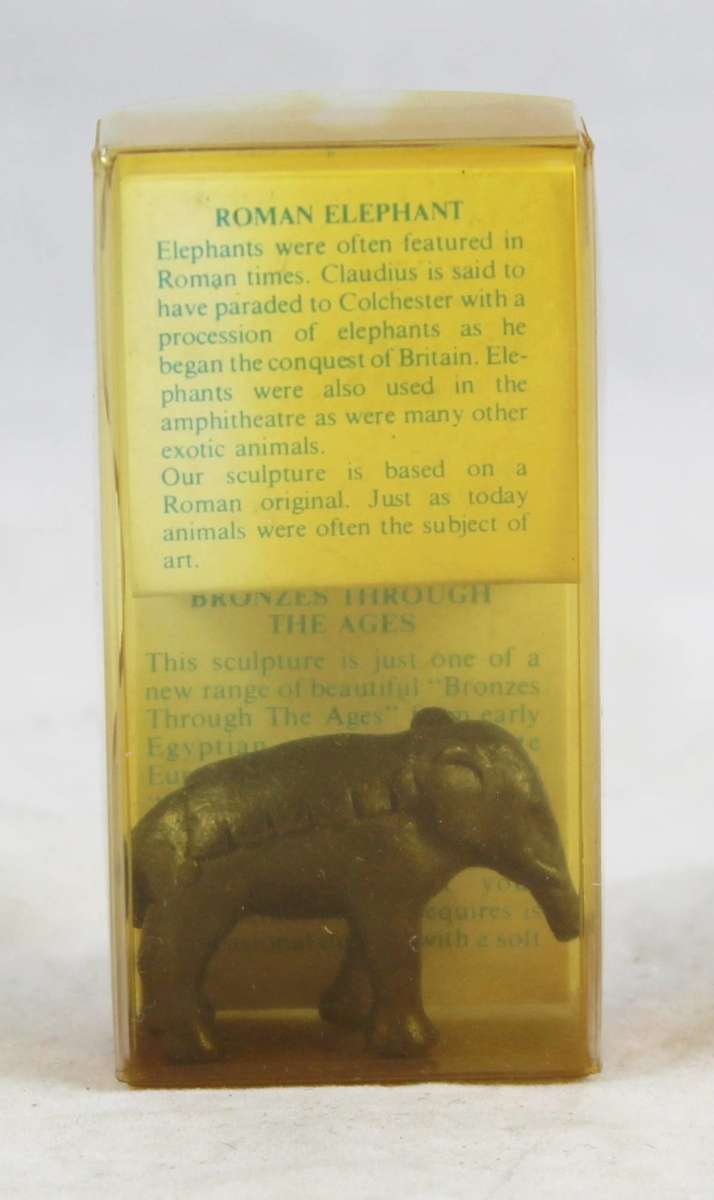 ROMAN ELEPHANT
Elephants were often featured in
Roman times. Claudius is said to
have paraded to Colchester with a
procession of elephants as he
began the conquest of Britain. Ele-
phants were also used in the
amphitheatre as were many other
exotic animals.
Our sculpture is based on a
Roman original. Just as today
animals were often the subject of
art.
BRONZES THROUGH
THE AGES
This sculpture is just one of a
new range of beautiful "Bronzes
Through The Ages" early
Egyptian
with a soft